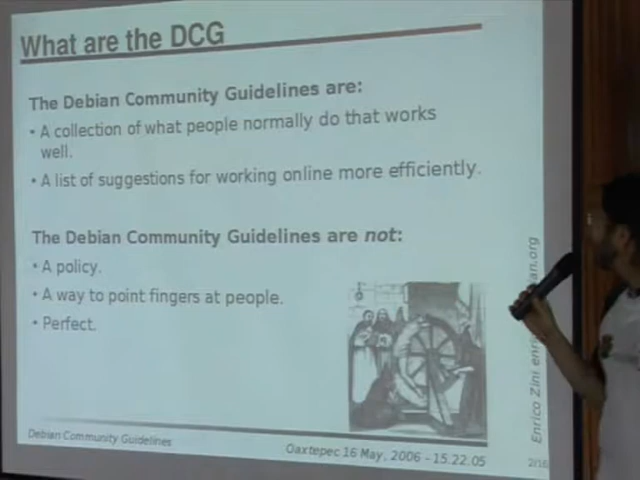 What are the DCG
The Debian Community Guidelines are:
• A collection of what people normally do that works
well.
• A list of suggestions for working online more efficiently.
The Debian Community Guidelines are not:
• A policy.
• A way to point fingers at people.
• Perfect.
Debian Community Guidelines
Oaxtepec 16 May, 2006 - 15.22.05
Enrico Zini